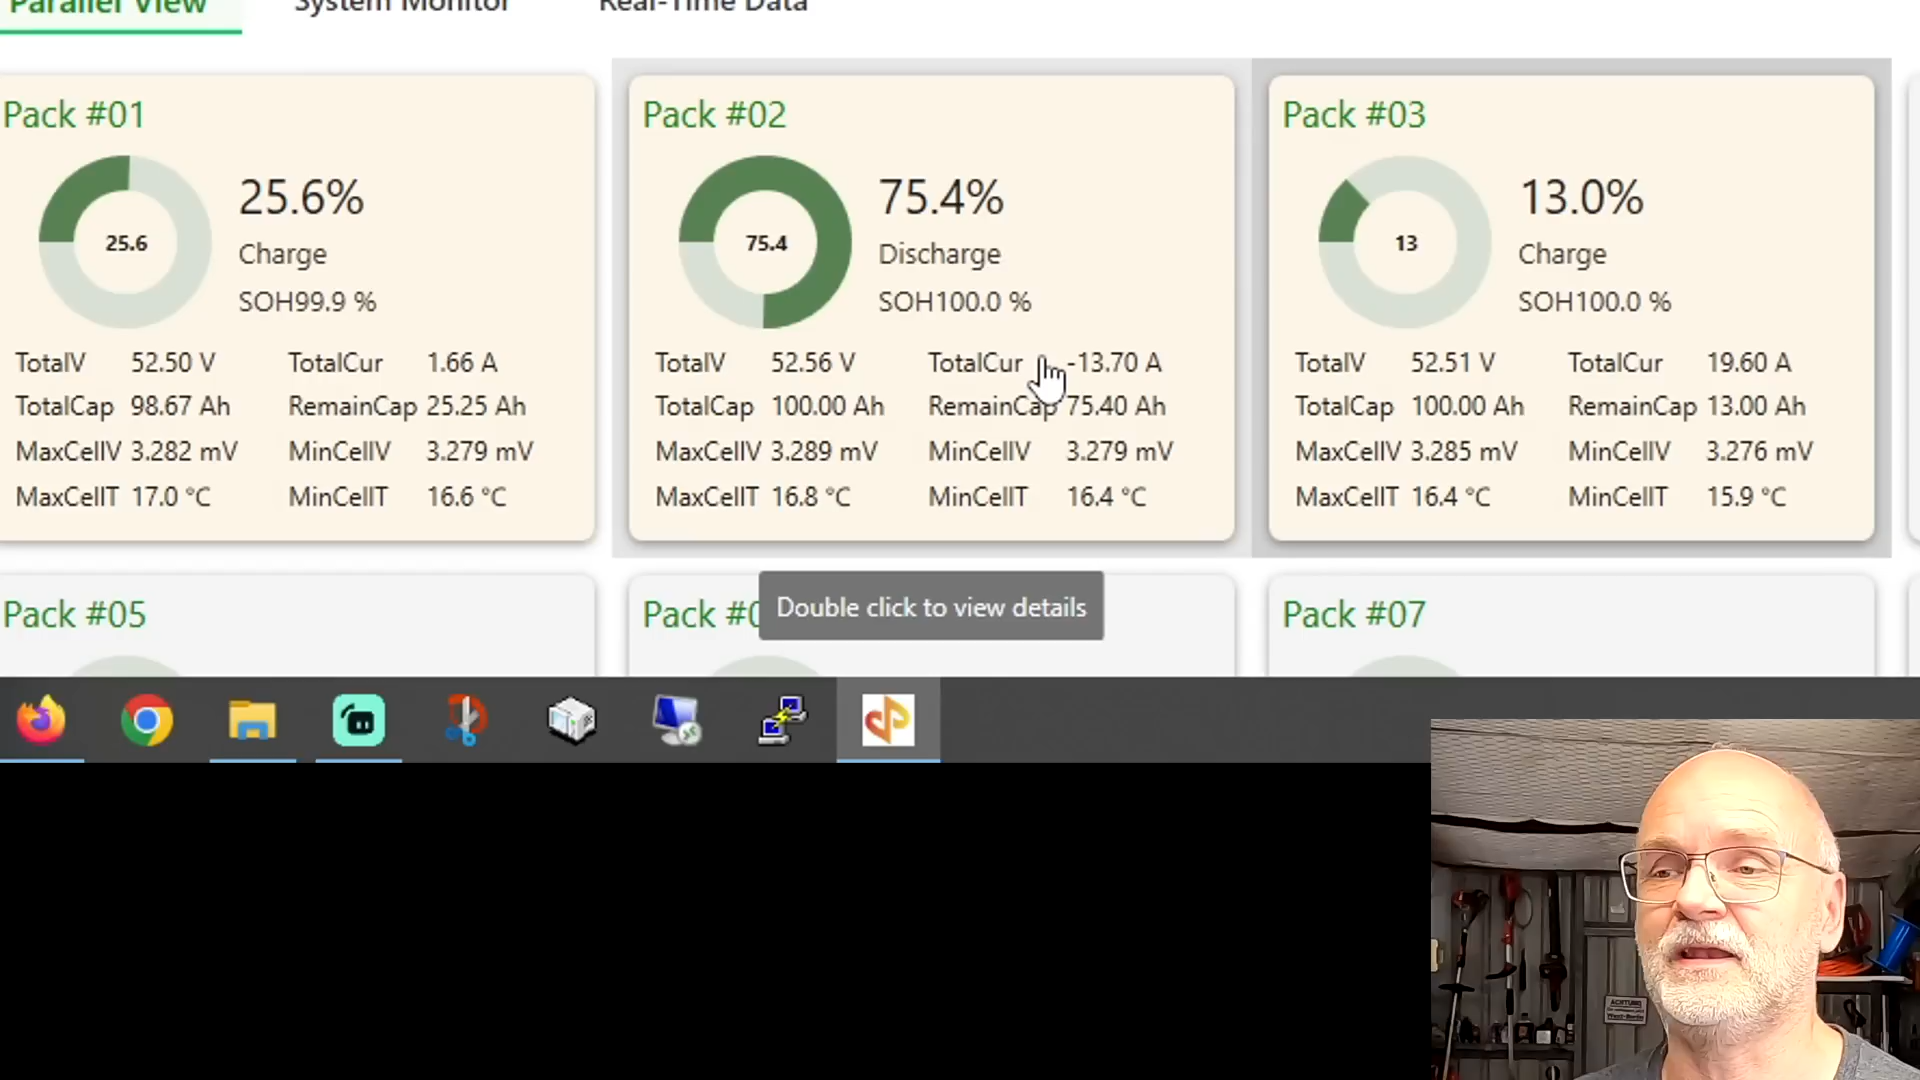 Parallel View System Monitor Real-Time Data
Pack #01
25.6
25.6%
Charge
SOH99.9 %
TotalV 52.50 V TotalCur 1.66 A
TotalCap 98.67 Ah RemainCap 25.25 Ah
MaxCellV 3.282 mV MinCellV 3.279 mV
MaxCellT 17.0 °C MinCellT 16.6 °C
Pack #02
75.4
75.4%
Discharge
SOH100.0 %
TotalV 52.56 V TotalCur -13.70 A
TotalCap 100.00 Ah RemainCap 75.40 Ah
MaxCellV 3.289 mV MinCellV 3.279 mV
MaxCellT 16.8 °C MinCellT 16.4 °C
Pack #03
13
13.0%
Charge
SOH100.0 %
TotalV 52.51 V TotalCur 19.60 A
TotalCap 100.00 Ah RemainCap 13.00 Ah
MaxCellV 3.285 mV MinCellV 3.276 mV
MaxCellT 16.4 °C MinCellT 15.9 °C
Pack #05
Pack #0
Double click to view details
Pack #07
ACHTUNG